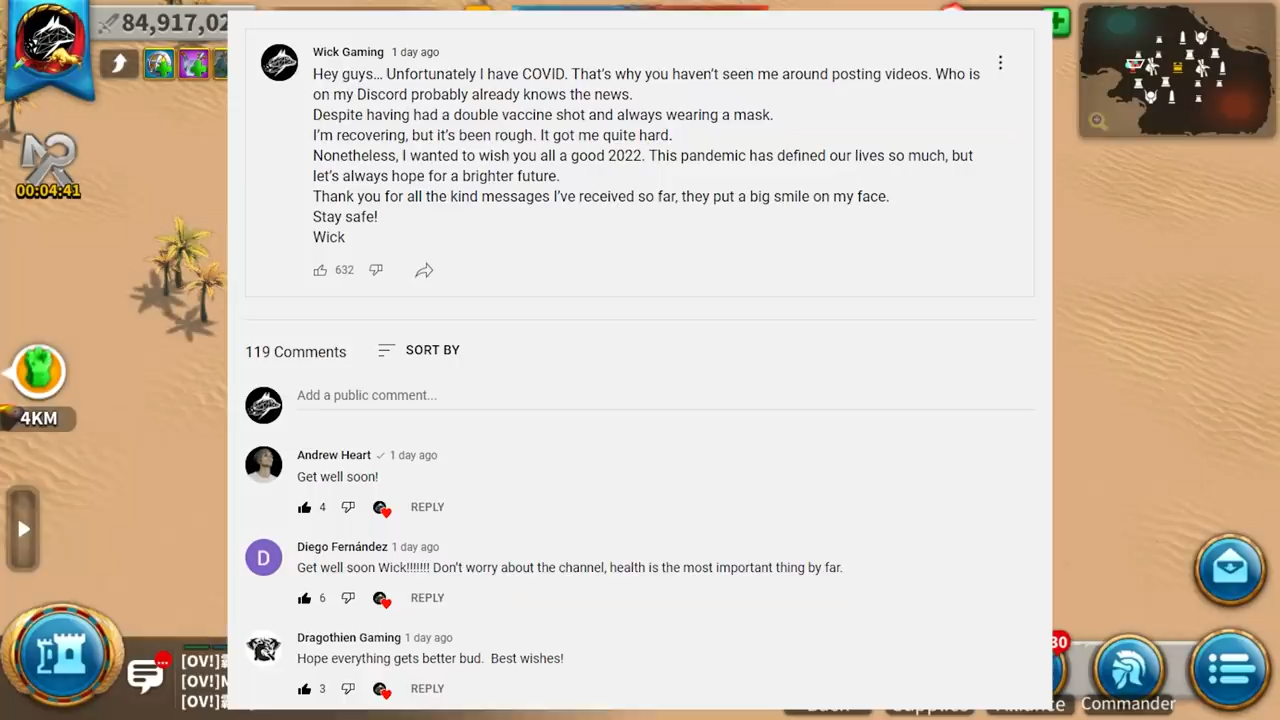 84,917,02
Wick Gaming 1 day ago
Hey guys... Unfortunately I have COVID. That's why you haven't seen me around posting videos. Who is
on my Discord probably already knows the news.
Despite having had a double vaccine shot and always wearing a mask.
I'm recovering, but it's been rough. It got me quite hard.
Nonetheless, I wanted to wish you all a good 2022. This pandemic has defined our lives so much, but
let's always hope for a brighter future.
Thank you for all the kind messages I've received so far, they put a big smile on my face.
Stay safe!
Wick
632
00:04:41
119 Comments SORT BY
Add a public comment...
4KM
Andrew Heart 1 day ago
Get well soon!
4 REPLY
D
Diego Fernández 1 day ago
Get well soon Wick!!!!!!! Don't worry about the channel, health is the most important thing by far.
6 REPLY
Dragothien Gaming 1 day ago
Hope everything gets better bud. Best wishes!
3 REPLY
[OV!]
[OV!]
[OV!]
30
Commander